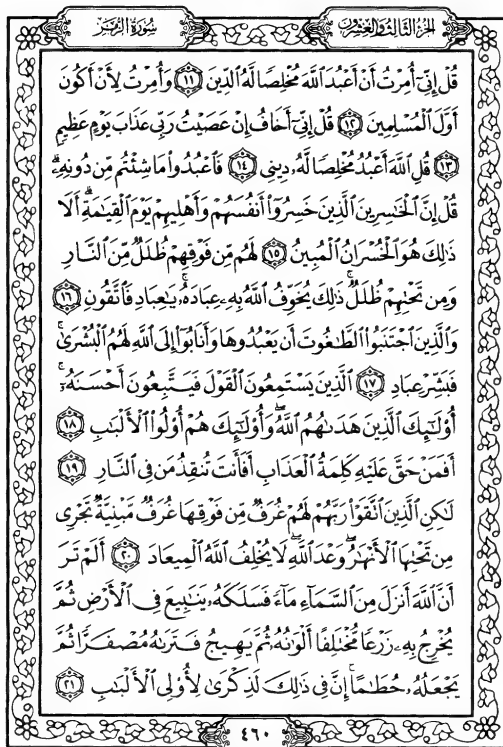 الجزء الثالث والعشرون
سورة الزمر
قُلْ إِنِّىٓ أُمِرْتُ أَنْ أَعْبُدَ ٱللَّهَ مُخْلِصًا لَّهُ ٱلدِّينَ ١١ وَأُمِرْتُ لِأَنْ أَكُونَ
أَوَّلَ ٱلْمُسْلِمِينَ ١٢ قُلْ إِنِّىٓ أَخَافُ إِنْ عَصَيْتُ رَبِّى عَذَابَ يَوْمٍ عَظِيمٍ
١٣ قُلِ ٱللَّهَ أَعْبُدُ مُخْلِصًا لَّهُۥ دِينِى ١٤ فَٱعْبُدُوا۟ مَا شِئْتُم مِّن دُونِهِۦۗ
قُلْ إِنَّ ٱلْخَٰسِرِينَ ٱلَّذِينَ خَسِرُوٓا۟ أَنفُسَهُمْ وَأَهْلِيهِمْ يَوْمَ ٱلْقِيَٰمَةِۗ أَلَا
ذَٰلِكَ هُوَ ٱلْخُسْرَانُ ٱلْمُبِينُ ١٥ لَهُم مِّن فَوْقِهِمْ ظُلَلٌ مِّنَ ٱلنَّارِ
وَمِن تَحْتِهِمْ ظُلَلٌۚ ذَٰلِكَ يُخَوِّفُ ٱللَّهُ بِهِۦ عِبَادَهُۥۚ يَٰعِبَادِ فَٱتَّقُونِ ١٦
وَٱلَّذِينَ ٱجْتَنَبُوا۟ ٱلطَّٰغُوتَ أَن يَعْبُدُوهَا وَأَنَابُوٓا۟ إِلَى ٱللَّهِ لَهُمُ ٱلْبُشْرَىٰۚ
فَبَشِّرْ عِبَادِ ١٧ ٱلَّذِينَ يَسْتَمِعُونَ ٱلْقَوْلَ فَيَتَّبِعُونَ أَحْسَنَهُۥٓۚ
أُو۟لَٰٓئِكَ ٱلَّذِينَ هَدَىٰهُمُ ٱللَّهُۖ وَأُو۟لَٰٓئِكَ هُمْ أُو۟لُوا۟ ٱلْأَلْبَٰبِ ١٨
أَفَمَنْ حَقَّ عَلَيْهِ كَلِمَةُ ٱلْعَذَابِ أَفَأَنتَ تُنقِذُ مَن فِى ٱلنَّارِ ١٩
لَٰكِنِ ٱلَّذِينَ ٱتَّقَوْا۟ رَبَّهُمْ لَهُمْ غُرَفٌ مِّن فَوْقِهَا غُرَفٌ مَّبْنِيَّةٌ تَجْرِى
مِن تَحْتِهَا ٱلْأَنْهَٰرُۖ وَعْدَ ٱللَّهِۖ لَا يُخْلِفُ ٱللَّهُ ٱلْمِيعَادَ ٢٠ أَلَمْ تَرَ
أَنَّ ٱللَّهَ أَنزَلَ مِنَ ٱلسَّمَآءِ مَآءً فَسَلَكَهُۥ يَنَٰبِيعَ فِى ٱلْأَرْضِ ثُمَّ
يُخْرِجُ بِهِۦ زَرْعًا مُّخْتَلِفًا أَلْوَٰنُهُۥ ثُمَّ يَهِيجُ فَتَرَىٰهُ مُصْفَرًّا ثُمَّ
يَجْعَلُهُۥ حُطَٰمًاۚ إِنَّ فِى ذَٰلِكَ لَذِكْرَىٰ لِأُو۟لِى ٱلْأَلْبَٰبِ ٢١
٤٦٠